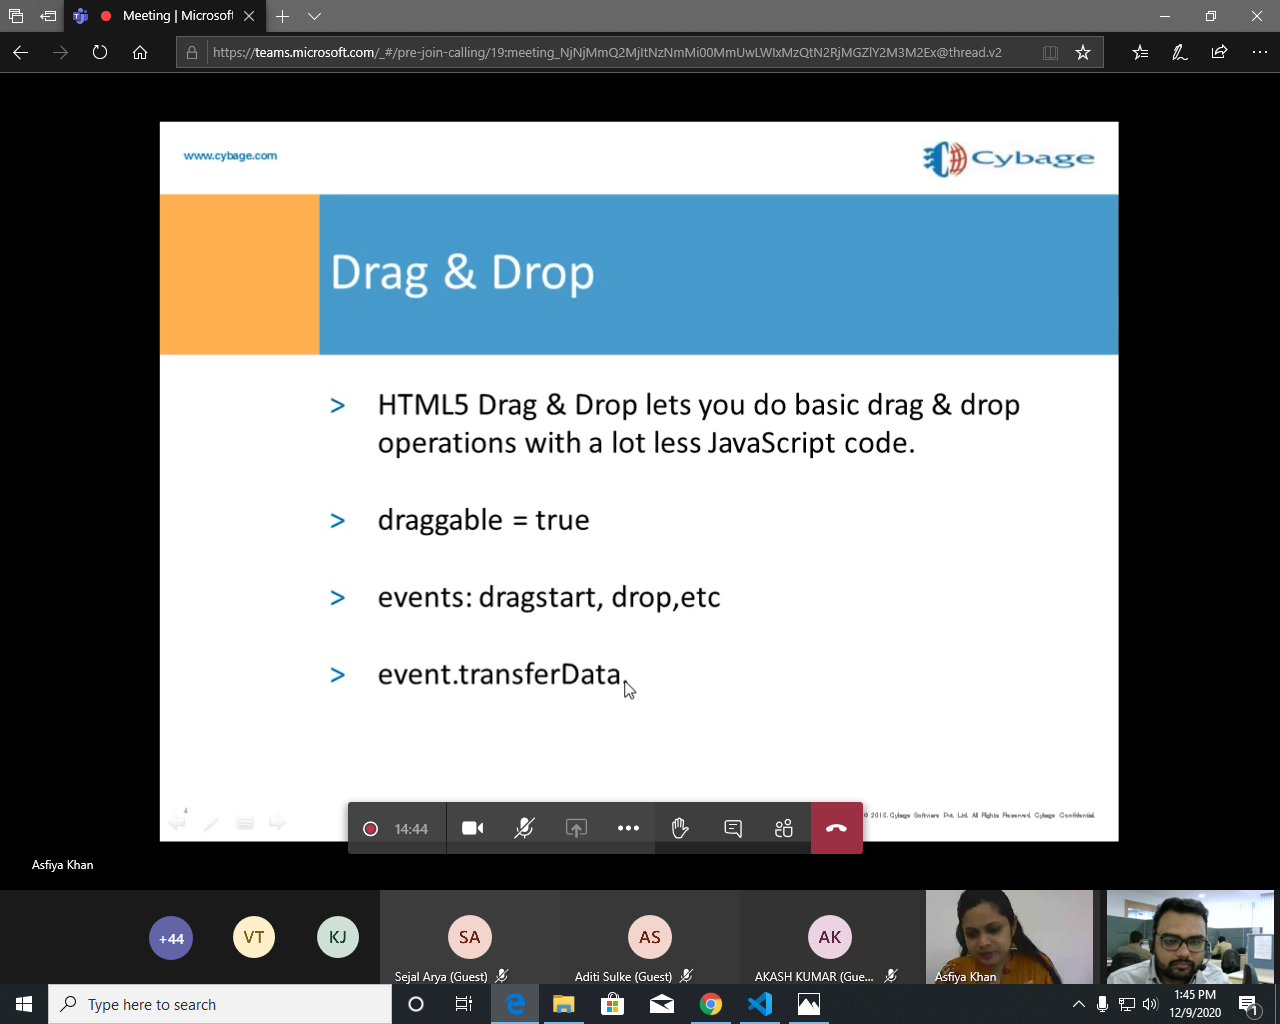 Meeting | Microsoft
https://teams.microsoft.com/_#/pre-join-calling/19:meeting_NjNjMmQ2MjItNzNmMi00MmUwLWIxMzQtN2RjMGZlY2M3M2Ex@thread.v2
www.cybage.com
Cybage
Drag & Drop
> HTML5 Drag & Drop lets you do basic drag & drop
operations with a lot less JavaScript code.
> draggable = true
> events: dragstart, drop,etc
> event.transferData
4
14:44
© 2015, Cybage Software Pvt. Ltd. All Rights Reserved. Cybage Confidential.
Asfiya Khan
+44
VT
KJ
SA
AS
AK
Sejal Arya (Guest)
Aditi Sulke (Guest)
AKASH KUMAR (Gue...
Asfiya Khan
Type here to search
1:45 PM
12/9/2020
1